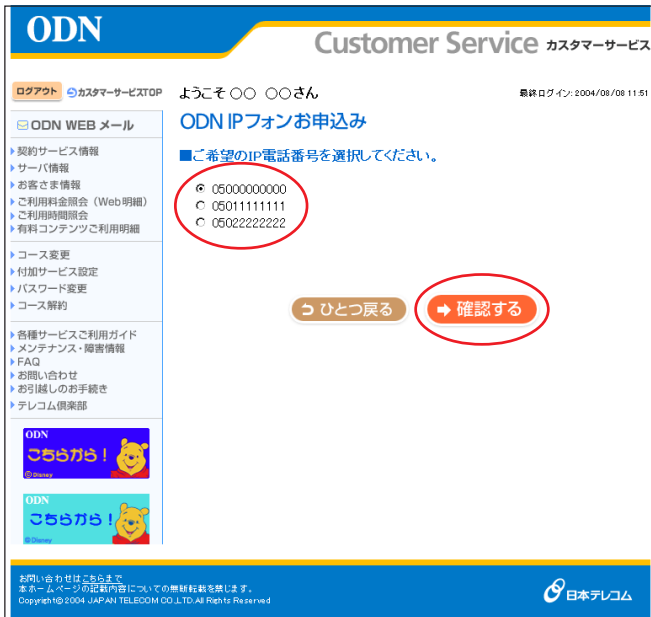 ODN
Customer Service カスタマーサービス
ログアウト カスタマーサービスTOP
ようこそ○○ ○○さん
最終ログイン: 2004/08/08 11:51
ODN WEB メール
契約サービス情報
サーバ情報
お客さま情報
ご利用料金照会（Web明細）
ご利用時間照会
有料コンテンツご利用明細
コース変更
付加サービス設定
パスワード変更
コース解約
各種サービスご利用ガイド
メンテナンス・障害情報
FAQ
お問い合わせ
お引越しのお手続き
テレコム倶楽部
ODN
こちらから！
©Disney
ODN
こちらから！
©Disney
ODN IPフォンお申込み
■ご希望のIP電話番号を選択してください。
05000000000
05011111111
05022222222
ひとつ戻る
確認する
お問い合わせはこちらまで
本ホームページの記載内容についての無断転載を禁じます。
Copyright©2004 JAPAN TELECOM CO.,LTD.All Rights Reserved
日本テレコム